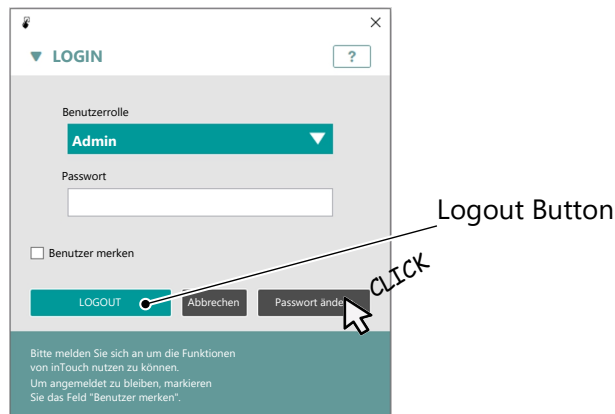 LOGIN
?
Benutzerrolle
Admin
Passwort
Logout Button
Benutzer merken
CLICK
LOGOUT
Abbrechen
Passwort ände
Bitte melden Sie sich an um die Funktionen
von inTouch nutzen zu können.
Um angemeldet zu bleiben, markieren
Sie das Feld "Benutzer merken".